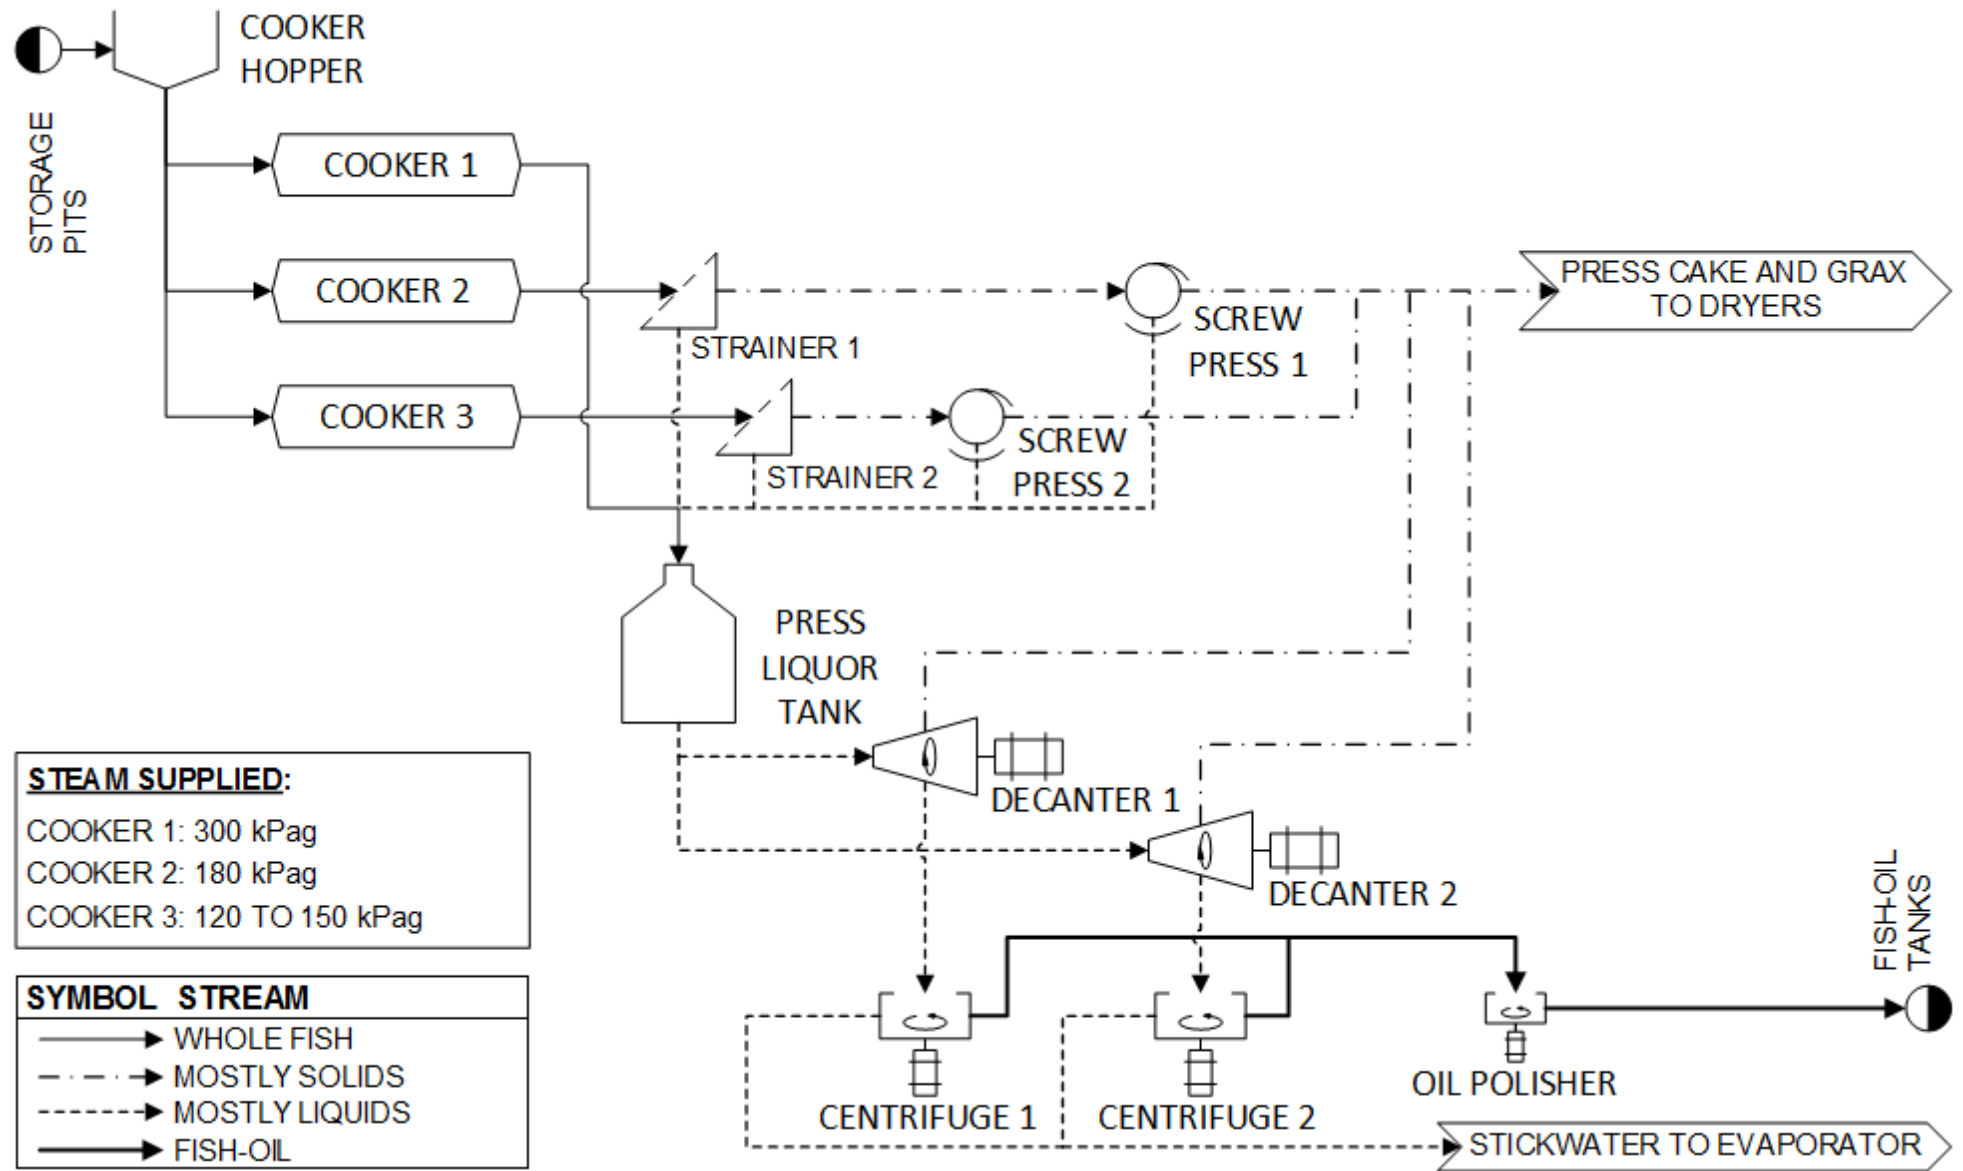 COOKER
HOPPER
STORAGE
PITS
COOKER 1
COOKER 2
COOKER 3
STRAINER 1
STRAINER 2
SCREW
PRESS 1
SCREW
PRESS 2
PRESS CAKE AND GRAX
TO DRYERS
PRESS
LIQUOR
TANK
DECANTER 1
DECANTER 2
STEAM SUPPLIED:
COOKER 1: 300 kPag
COOKER 2: 180 kPag
COOKER 3: 120 TO 150 kPag
SYMBOL STREAM
WHOLE FISH
MOSTLY SOLIDS
MOSTLY LIQUIDS
FISH-OIL
CENTRIFUGE 1
CENTRIFUGE 2
OIL POLISHER
FISH-OIL
TANKS
STICKWATER TO EVAPORATOR